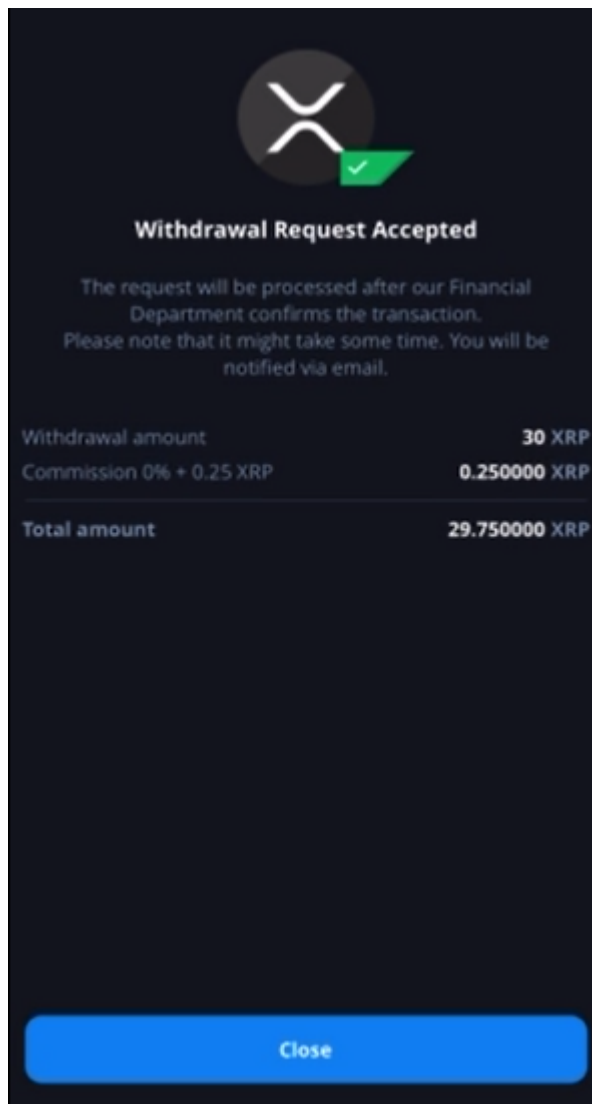 Withdrawal Request Accepted
The request will be processed after our Financial
Department confirms the transaction.
Please note that it might take some time. You will be
notified via email.
Withdrawal amount 30 XRP
Commission 0% + 0.25 XRP 0.250000 XRP
Total amount 29.750000 XRP
Close